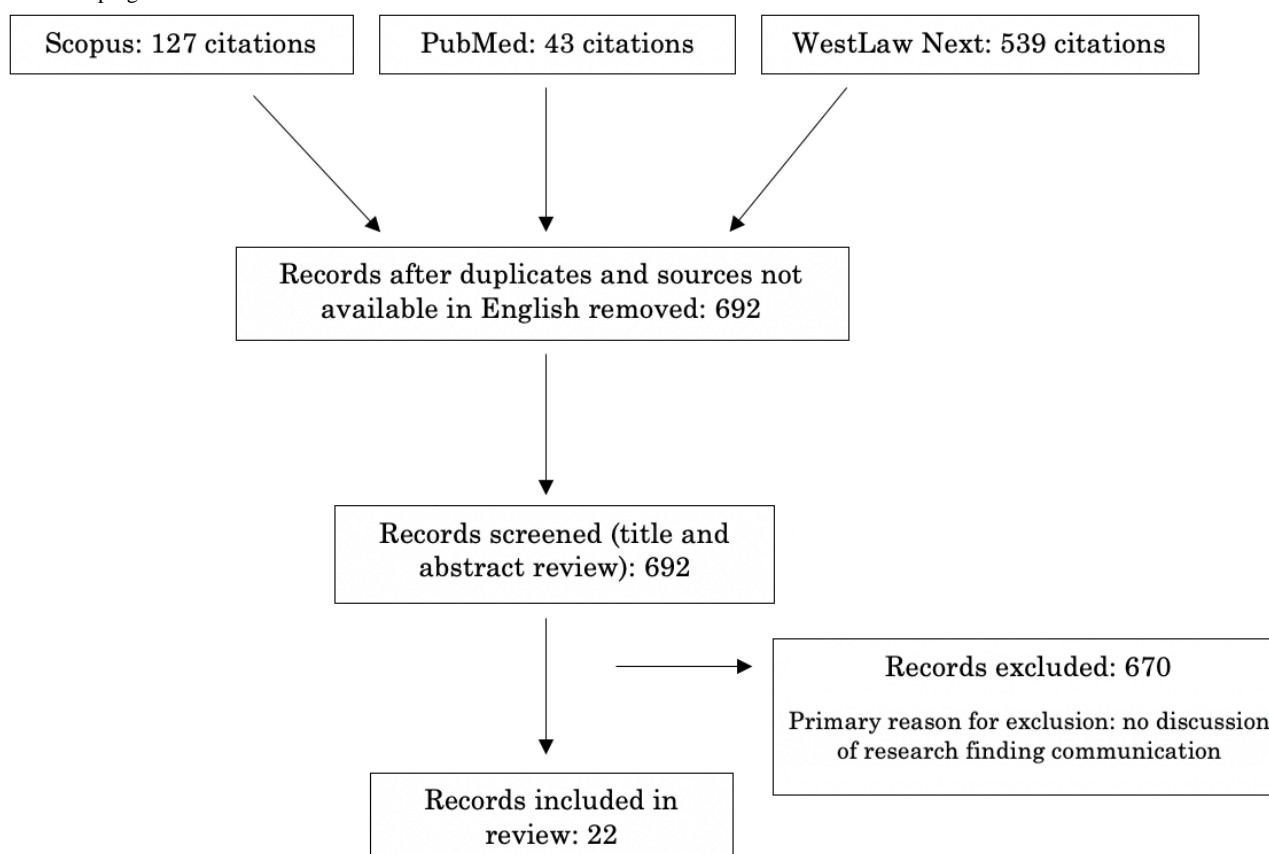 Scopus: 127 citations
PubMed: 43 citations
WestLaw Next: 539 citations
Records after duplicates and sources not
available in English removed: 692
Records screened (title and
abstract review): 692
Records excluded: 670
Primary reason for exclusion: no discussion
of research finding communication
Records included in
review: 22